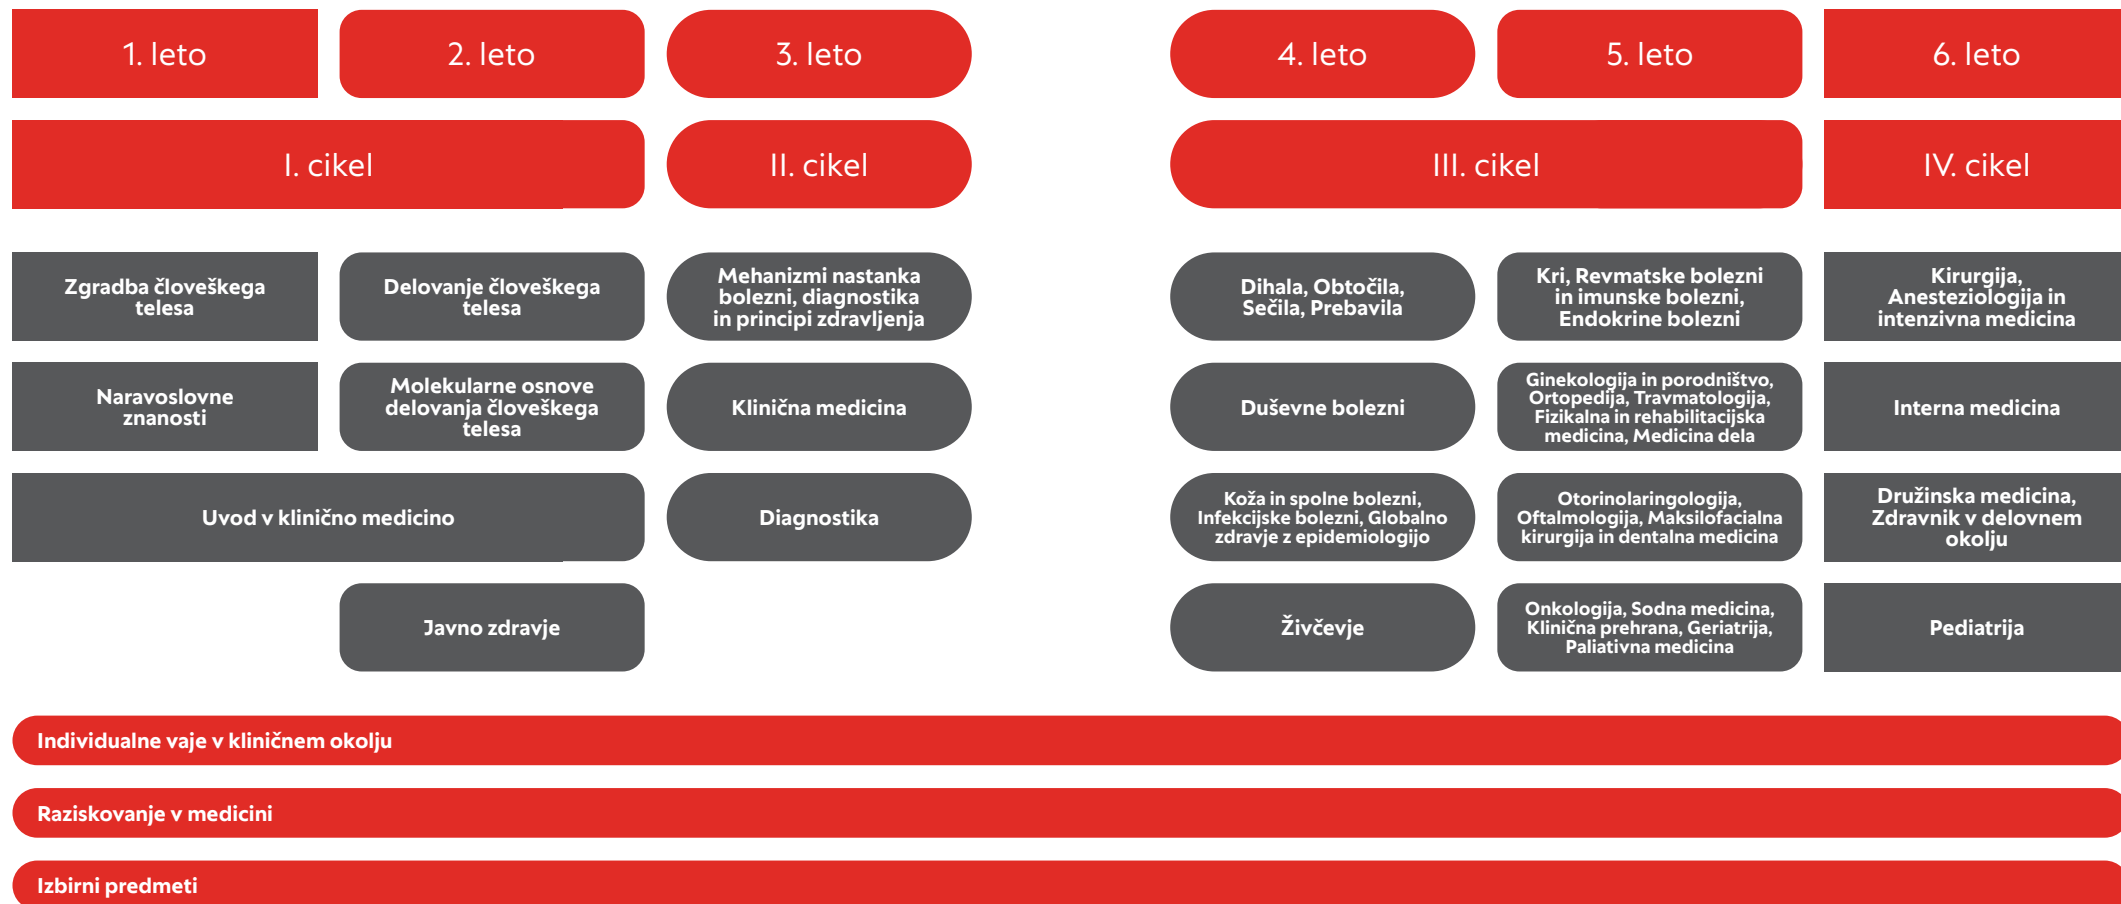 1. leto
2. leto
3. leto
4. leto
5. leto
6. leto
I. cikel
II. cikel
III. cikel
IV. cikel
Zgradba človeškega
telesa
Delovanje človeškega
telesa
Mehanizmi nastanka
bolezni, diagnostika
in principi zdravljenja
Dihala, Obtočila,
Sečila, Prebavila
Kri, Revmatske bolezni
in imunske bolezni,
Endokrine bolezni
Kirurgija,
Anesteziologija in
intenzivna medicina
Naravoslovne
znanosti
Molekularne osnove
delovanja človeškega
telesa
Klinična medicina
Duševne bolezni
Ginekologija in porodništvo,
Ortopedija, Travmatologija,
Fizikalna in rehabilitacijska
medicina, Medicina dela
Interna medicina
Uvod v klinično medicino
Diagnostika
Koža in spolne bolezni,
Infekcijske bolezni, Globalno
zdravje z epidemiologijo
Otorinolaringologija,
Oftalmologija, Maksilofacialna
kirurgija in dentalna medicina
Družinska medicina,
Zdravnik v delovnem
okolju
Javno zdravje
Živčevje
Onkologija, Sodna medicina,
Klinična prehrana, Geriatrija,
Paliativna medicina
Pediatrija
Individualne vaje v kliničnem okolju
Raziskovanje v medicini
Izbirni predmeti